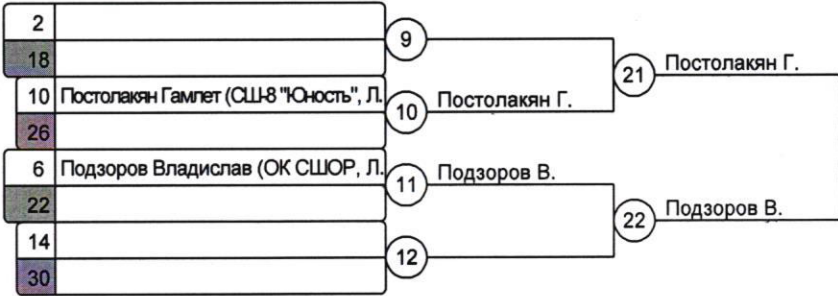 2
18
9
10 Постолакян Гамлет (СШ-8 "Юность", Л.
26
10
Постолакян Г.
21
Постолакян Г.
6 Подзоров Владислав (ОК СШОР, Л.
22
11
Подзоров В.
14
30
12
22
Подзоров В.